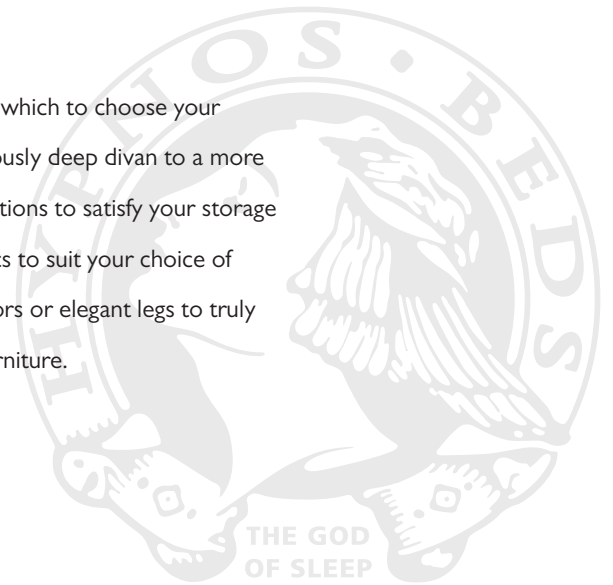 which to choose your
ously deep divan to a more
tions to satisfy your storage
s to suit your choice of
ors or elegant legs to truly
rniture.
HYPNOS · BEDS
THE GOD
OF SLEEP